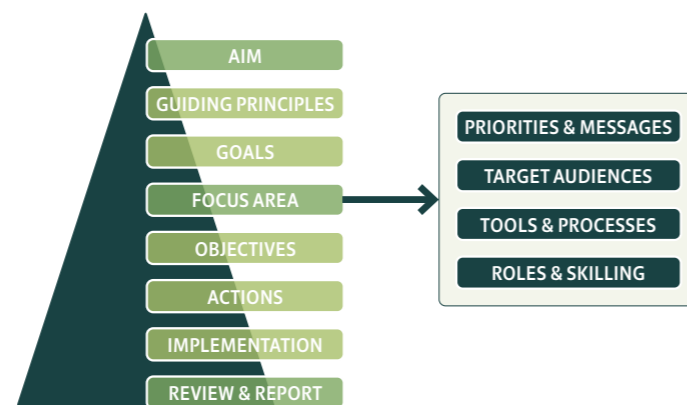 AIM
GUIDING PRINCIPLES
GOALS
FOCUS AREA
OBJECTIVES
ACTIONS
IMPLEMENTATION
REVIEW & REPORT
PRIORITIES & MESSAGES
TARGET AUDIENCES
TOOLS & PROCESSES
ROLES & SKILLING